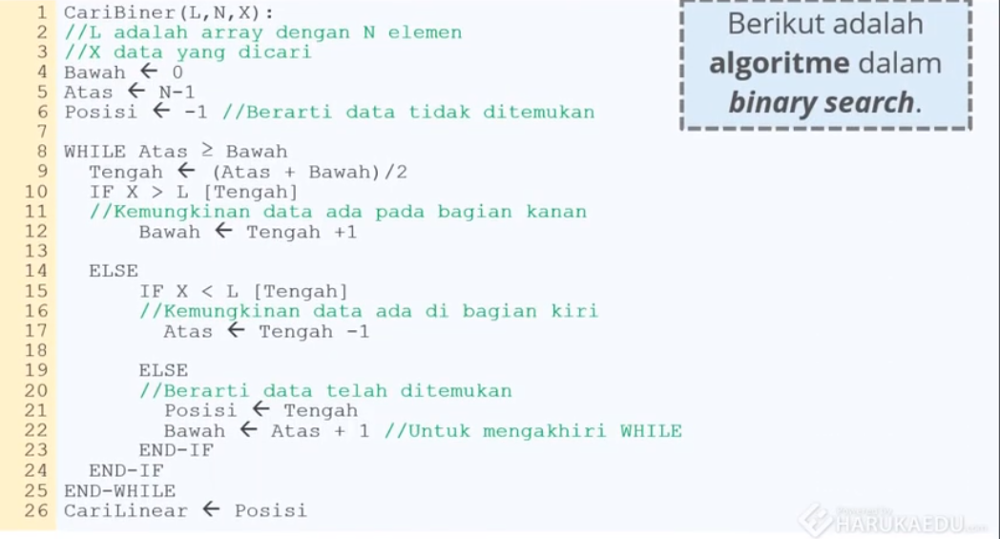 1 CariBiner(L,N,X):
2 //L adalah array dengan N elemen
3 //X data yang dicari
4 Bawah ← 0
5 Atas ← N-1
6 Posisi ← -1 //Berarti data tidak ditemukan
7
8 WHILE Atas ≥ Bawah
9 Tengah ← (Atas + Bawah)/2
10 IF X > L [Tengah]
11 //Kemungkinan data ada pada bagian kanan
12 Bawah ← Tengah +1
13
14 ELSE
15 IF X < L [Tengah]
16 //Kemungkinan data ada di bagian kiri
17 Atas ← Tengah -1
18
19 ELSE
20 //Berarti data telah ditemukan
21 Posisi ← Tengah
22 Bawah ← Atas + 1 //Untuk mengakhiri WHILE
23 END-IF
24 END-IF
25 END-WHILE
26 CariLinear ← Posisi
Berikut adalah
algoritme dalam
binary search.
Powered by
HARUKAEDU.com